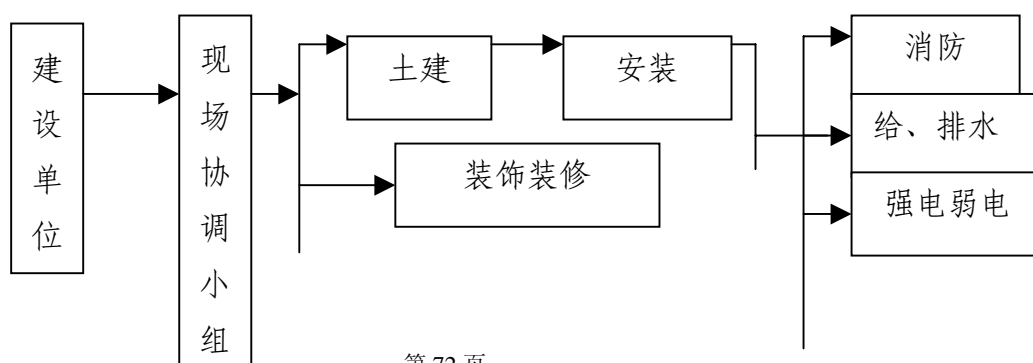 建设单位
现场协调小组
土建
安装
装饰装修
消防
给、排水
强电弱电